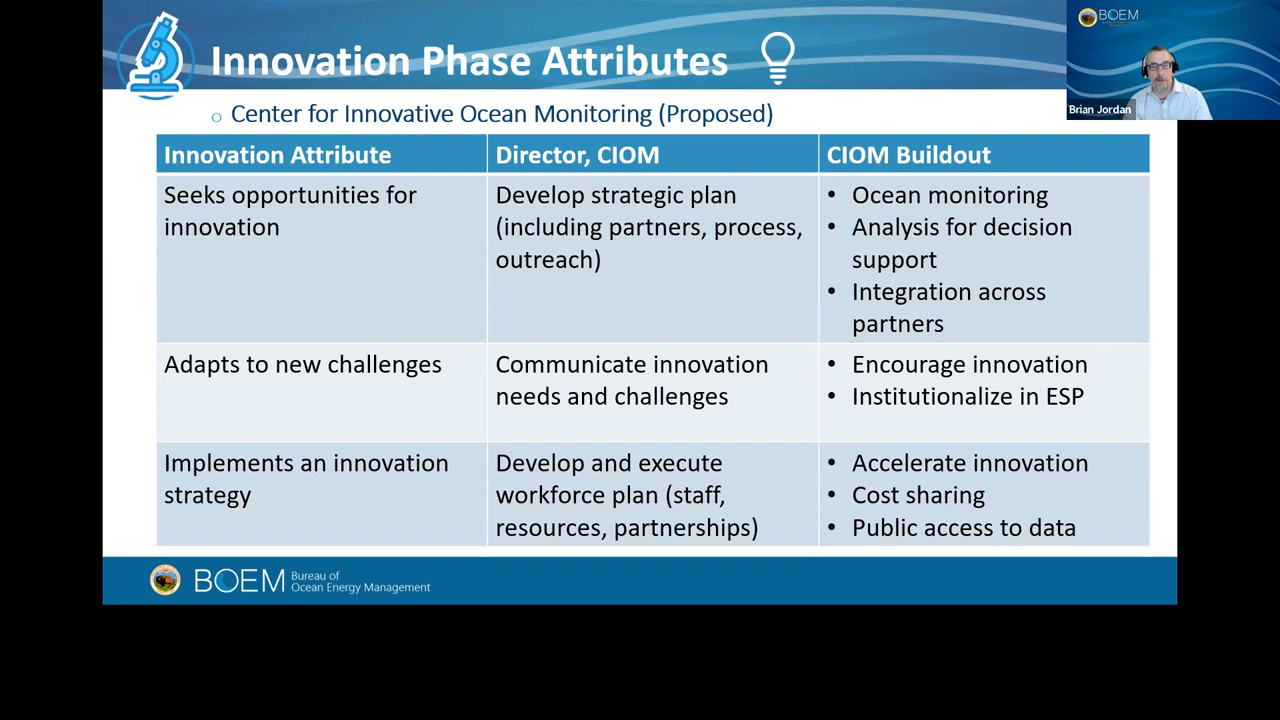 Innovation Phase Attributes
BOEM
Brian Jordan
o Center for Innovative Ocean Monitoring (Proposed)
Innovation Attribute
Director, CIOM
CIOM Buildout
Seeks opportunities for
innovation
Develop strategic plan
(including partners, process,
outreach)
• Ocean monitoring
• Analysis for decision
support
• Integration across
partners
Adapts to new challenges
Communicate innovation
needs and challenges
• Encourage innovation
• Institutionalize in ESP
Implements an innovation
strategy
Develop and execute
workforce plan (staff,
resources, partnerships)
• Accelerate innovation
• Cost sharing
• Public access to data
BOEM
Bureau of
Ocean Energy Management